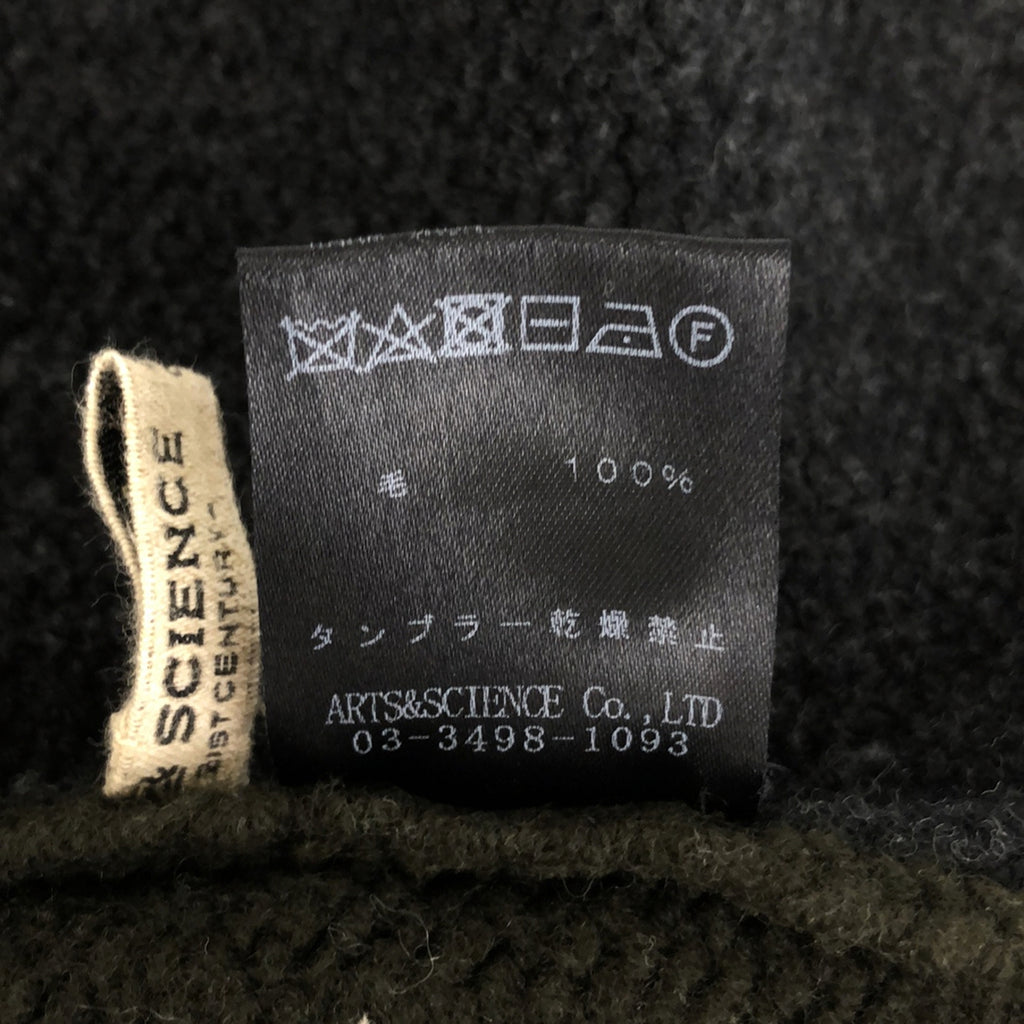 F
毛 100%
タンブラー乾燥禁止
ARTS&SCIENCE Co.,LTD
03-3498-1093
& SCIENCE
CENTURY